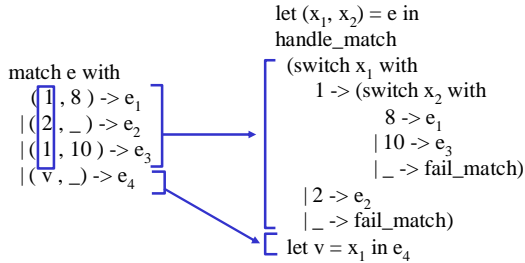 match e with
( 1 , 8 ) -> e₁
| ( 2 , _ ) -> e₂
| ( 1 , 10 ) -> e₃
| ( v , _ ) -> e₄
let (x₁, x₂) = e in
handle_match
(switch x₁ with
1 -> (switch x₂ with
8 -> e₁
| 10 -> e₃
| _ -> fail_match)
| 2 -> e₂
| _ -> fail_match)
let v = x₁ in e₄